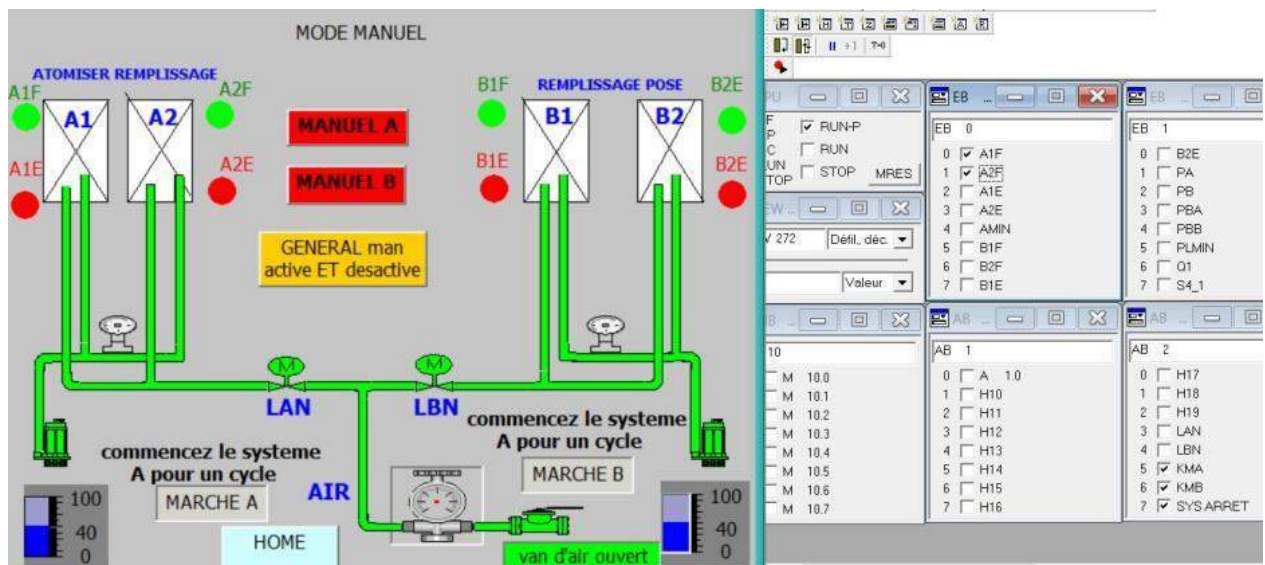 MODE MANUEL
ATOMISER REMPLISSAGE
A1F
A2F
A1
A2
A1E
A2E
MANUEL A
MANUEL B
GENERAL man
active ET desactive
REMPLISSAGE POSE
B1F
B2E
B1
B2
B1E
B2E
M
M
LAN
LBN
commencez le systeme
A pour un cycle
MARCHE A
commencez le systeme
A pour un cycle
MARCHE B
AIR
HOME
van d'air ouvert
100
40
0
100
40
0
RUN-P
RUN
STOP
MRES
272
Défil., déc.
Valeur
10
M 10.0
M 10.1
M 10.2
M 10.3
M 10.4
M 10.5
M 10.6
M 10.7
EB ...
EB 0
0 A1F
1 A2F
2 A1E
3 A2E
4 AMIN
5 B1F
6 B2F
7 B1E
EB ...
EB 1
0 B2E
1 PA
2 PB
3 PBA
4 PBB
5 PLMIN
6 Q1
7 S4_1
AB ...
AB 1
0 A 1.0
1 H10
2 H11
3 H12
4 H13
5 H14
6 H15
7 H16
AB ...
AB 2
0 H17
1 H18
2 H19
3 LAN
4 LBN
5 KMA
6 KMB
7 SYS ARRET